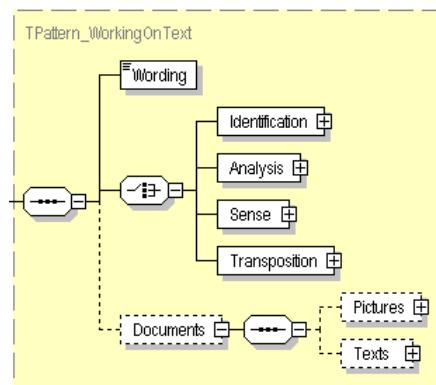 TPattern_WorkingOnText
Wording
Identification
Analysis
Sense
Transposition
Documents
Pictures
Texts